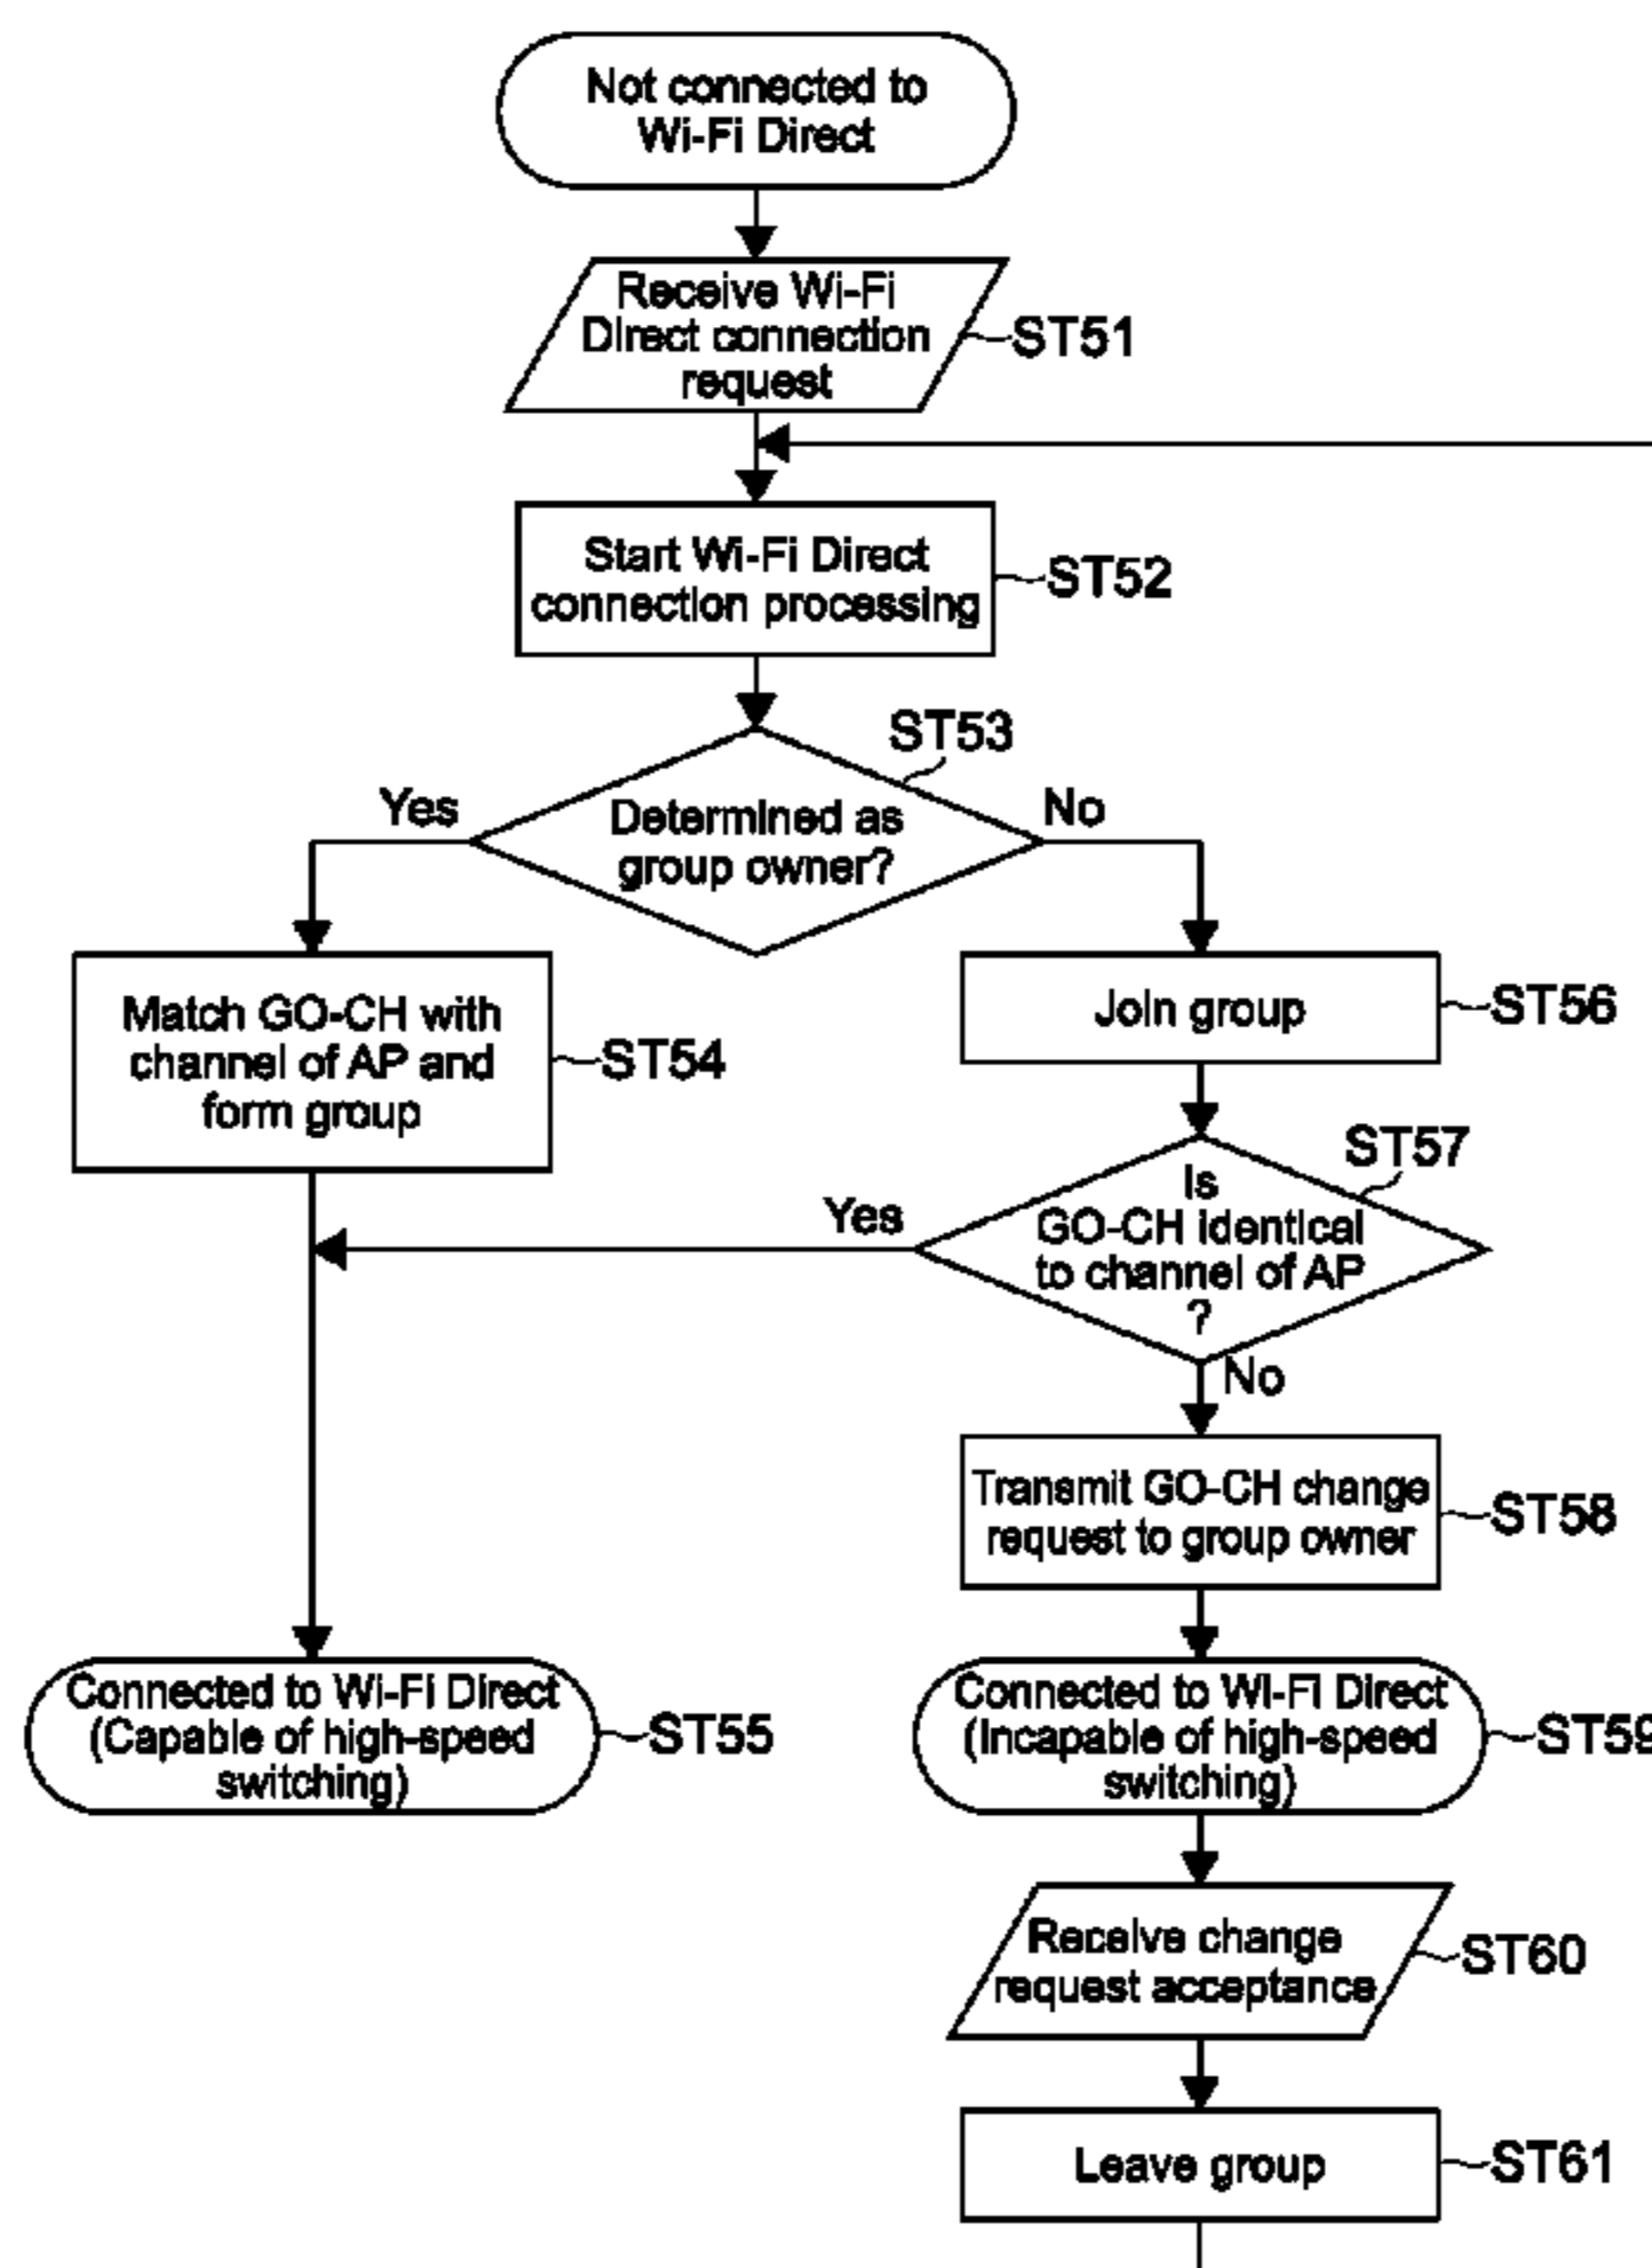 Not connected to
Wi-Fi Direct
Receive Wi-Fi
Direct connection
request
ST51
Start Wi-Fi Direct
connection processing
ST52
ST53
Yes
Determined as
group owner?
No
Match GO-CH with
channel of AP and
form group
ST54
Join group
ST56
ST57
Yes
Is
GO-CH identical
to channel of AP
?
No
Transmit GO-CH change
request to group owner
ST58
Connected to Wi-Fi Direct
(Capable of high-speed
switching)
ST55
Connected to Wi-Fi Direct
(Incapable of high-speed
switching)
ST59
Receive change
request acceptance
ST60
Leave group
ST61